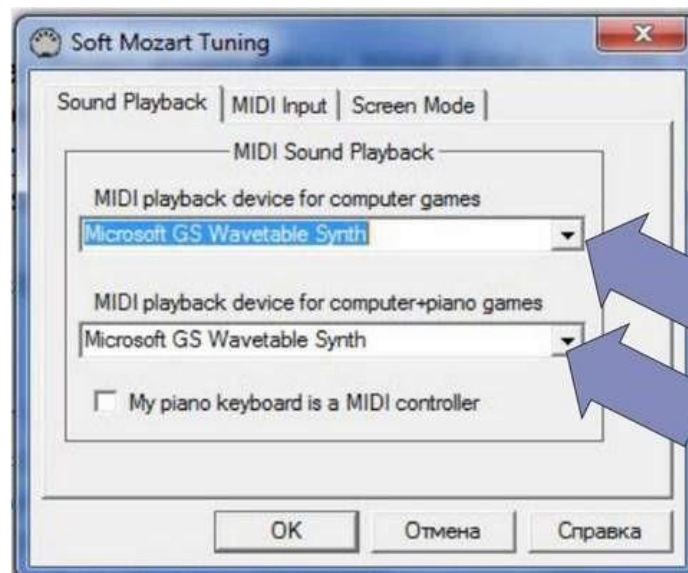 Soft Mozart Tuning
Sound Playback
MIDI Input
Screen Mode
MIDI Sound Playback
MIDI playback device for computer games
Microsoft GS Wavetable Synth
MIDI playback device for computer+piano games
Microsoft GS Wavetable Synth
My piano keyboard is a MIDI controller
OK
Отмена
Справка